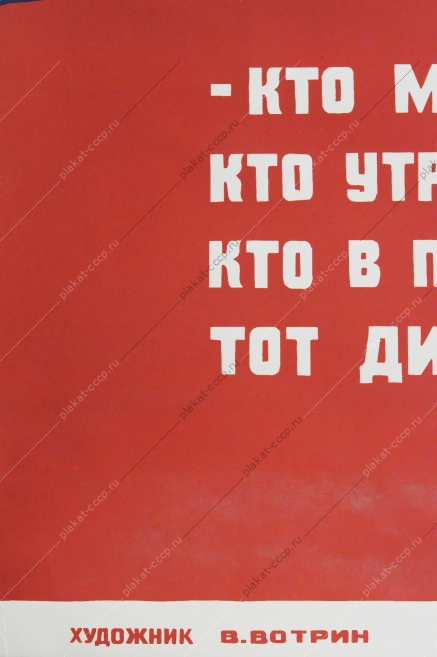 - КТО М
КТО УТР
КТО В П
ТОТ ДИ
ХУДОЖНИК В. ВОТРИН